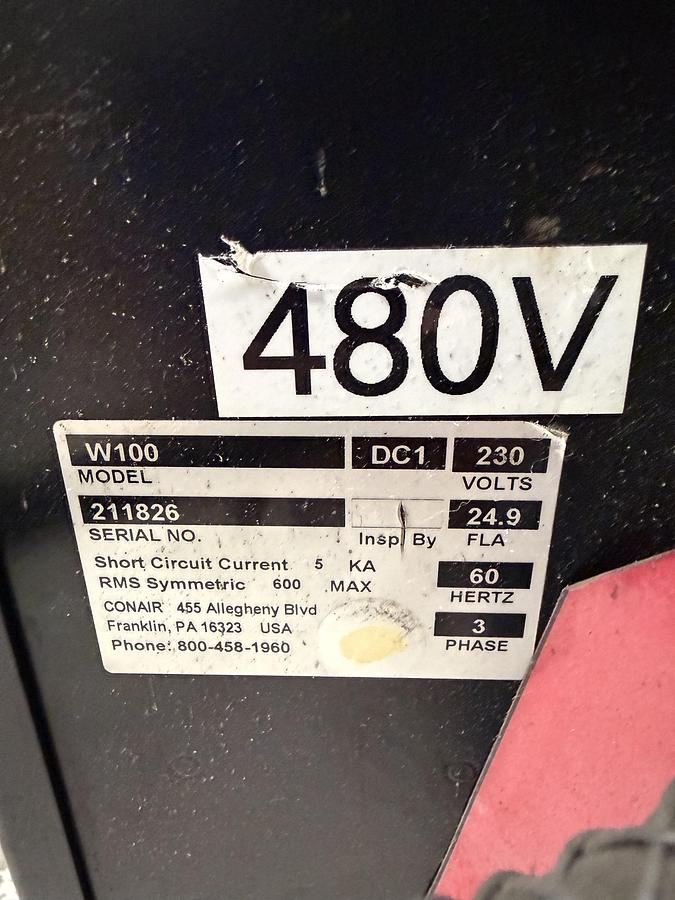 480V
W100 DC1 230
MODEL VOLTS
211826 24.9
SERIAL NO. Insp By FLA
Short Circuit Current 5 KA
RMS Symmetric 600 MAX
60
HERTZ
CONAIR 455 Allegheny Blvd
Franklin, PA 16323 USA
Phone: 800-458-1960
3
PHASE